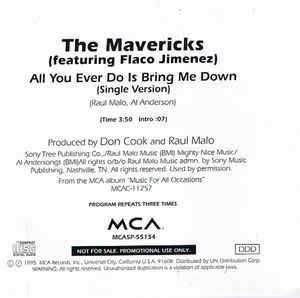 The Mavericks
(featuring Flaco Jimenez)
All You Ever Do Is Bring Me Down
(Single Version)
(Raul Malo, Al Anderson)
(Time 3:50 Intro :07)
Produced by Don Cook and Raul Malo
Sony Tree Publishing Co../Raul Malo Music (BMI) Mighty Nice Music/
Al Andersongs (BMI)All rights o/b/o Raul Malo Music admn. by Sony Music
Publishing, Nashville, TN. All rights reserved. Used by permission.
From the MCA album "Music For All Occasions"
MCAC-11257
PROGRAM REPEATS THREE TIMES
MCA
MCA5P-55154
COMPACT
disc
DIGITAL AUDIO
NOT FOR SALE. PROMOTIONAL USE ONLY.
DDD
© 1995 MCA Records, Inc., Universal City, California U.S.A. 91608. Distributed by Uni Distribution Corp.
WARNING: All rights reserved. Unauthorized duplication is a violation of applicable laws.